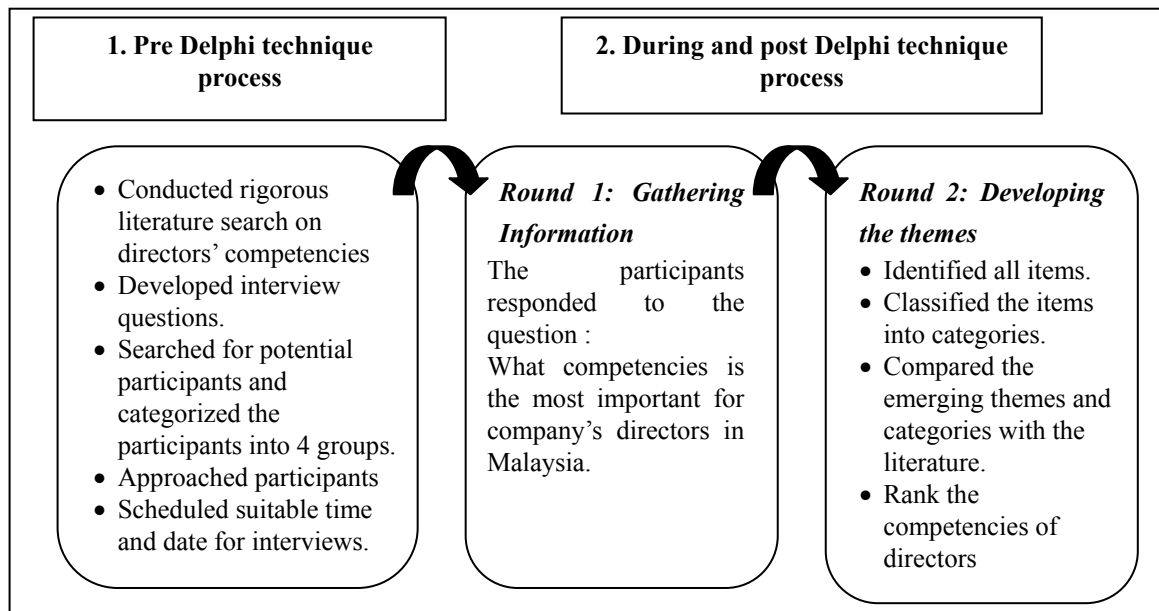 1. Pre Delphi technique
process
2. During and post Delphi technique
process
• Conducted rigorous
literature search on
directors’ competencies
• Developed interview
questions.
• Searched for potential
participants and
categorized the
participants into 4 groups.
• Approached participants
• Scheduled suitable time
and date for interviews.
Round 1: Gathering
Information
The participants
responded to the
question :
What competencies is
the most important for
company’s directors in
Malaysia.
Round 2: Developing
the themes
• Identified all items.
• Classified the items
into categories.
• Compared the
emerging themes and
categories with the
literature.
• Rank the
competencies of
directors